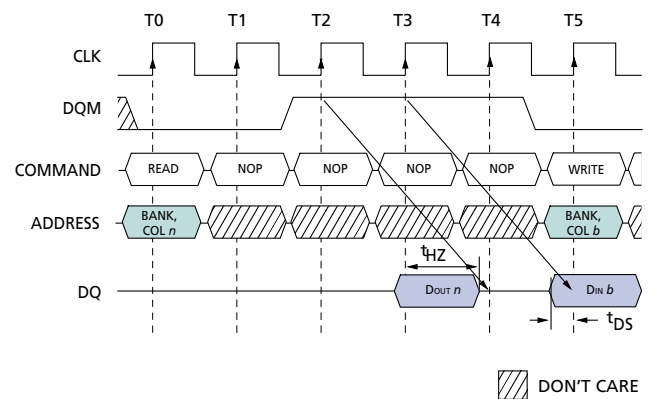 T0 T1 T2 T3 T4 T5
CLK
DQM
COMMAND READ NOP NOP NOP NOP WRITE
ADDRESS BANK, COL n BANK, COL b
tHZ
DQ DOUT n DIN b
tDS
DON'T CARE